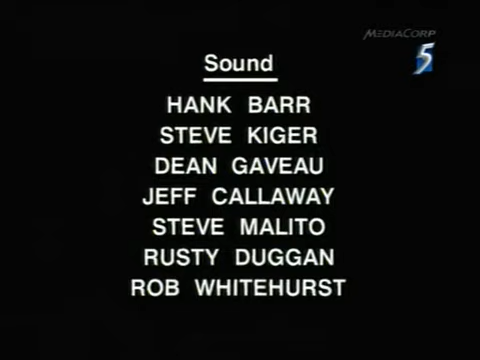 MEDIACORP
5
Sound
HANK BARR
STEVE KIGER
DEAN GAVEAU
JEFF CALLAWAY
STEVE MALITO
RUSTY DUGGAN
ROB WHITEHURST